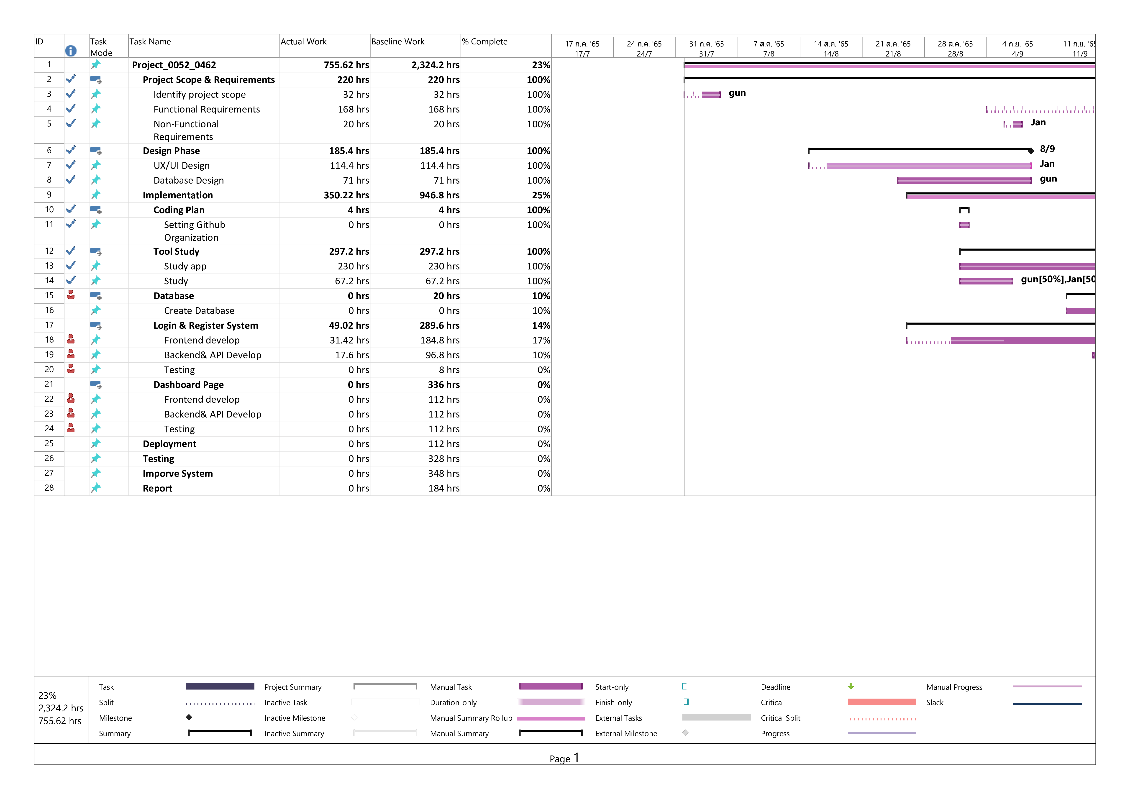 ID Task Mode Task Name Actual Work Baseline Work % Complete
17 ก.ค. '65 24 ก.ค. '65 31 ก.ค. '65 7 ส.ค. '65 14 ส.ค. '65 21 ส.ค. '65 28 ส.ค. '65 4 ก.ย. '65 11 ก.ย. '65
17/7 24/7 31/7 7/8 14/8 21/8 28/8 4/9 11/9
1 Project_0052_0462 755.62 hrs 2,324.2 hrs 23%
2 Project Scope & Requirements 220 hrs 220 hrs 100%
3 Identify project scope 32 hrs 32 hrs 100% gun
4 Functional Requirements 168 hrs 168 hrs 100%
5 Non-Functional Requirements 20 hrs 20 hrs 100% Jan
6 Design Phase 185.4 hrs 185.4 hrs 100% 8/9
7 UX/UI Design 114.4 hrs 114.4 hrs 100% Jan
8 Database Design 71 hrs 71 hrs 100% gun
9 Implementation 350.22 hrs 946.8 hrs 25%
10 Coding Plan 4 hrs 4 hrs 100%
11 Setting Github Organization 0 hrs 0 hrs 100%
12 Tool Study 297.2 hrs 297.2 hrs 100%
13 Study app 230 hrs 230 hrs 100%
14 Study 67.2 hrs 67.2 hrs 100% gun[50%],Jan[50
15 Database 0 hrs 20 hrs 10%
16 Create Database 0 hrs 0 hrs 10%
17 Login & Register System 49.02 hrs 289.6 hrs 14%
18 Frontend develop 31.42 hrs 184.8 hrs 17%
19 Backend& API Develop 17.6 hrs 96.8 hrs 10%
20 Testing 0 hrs 8 hrs 0%
21 Dashboard Page 0 hrs 336 hrs 0%
22 Frontend develop 0 hrs 112 hrs 0%
23 Backend& API Develop 0 hrs 112 hrs 0%
24 Testing 0 hrs 112 hrs 0%
25 Deployment 0 hrs 112 hrs 0%
26 Testing 0 hrs 328 hrs 0%
27 Imporve System 0 hrs 348 hrs 0%
28 Report 0 hrs 184 hrs 0%
23%
2,324.2 hrs
755.62 hrs
Task Project Summary Manual Task Start-only Deadline Manual Progress
Split Inactive Task Duration-only Finish-only Critical Slack
Milestone Inactive Milestone Manual Summary Rollup External Tasks Critical Split
Summary Inactive Summary Manual Summary External Milestone Progress
Page 1